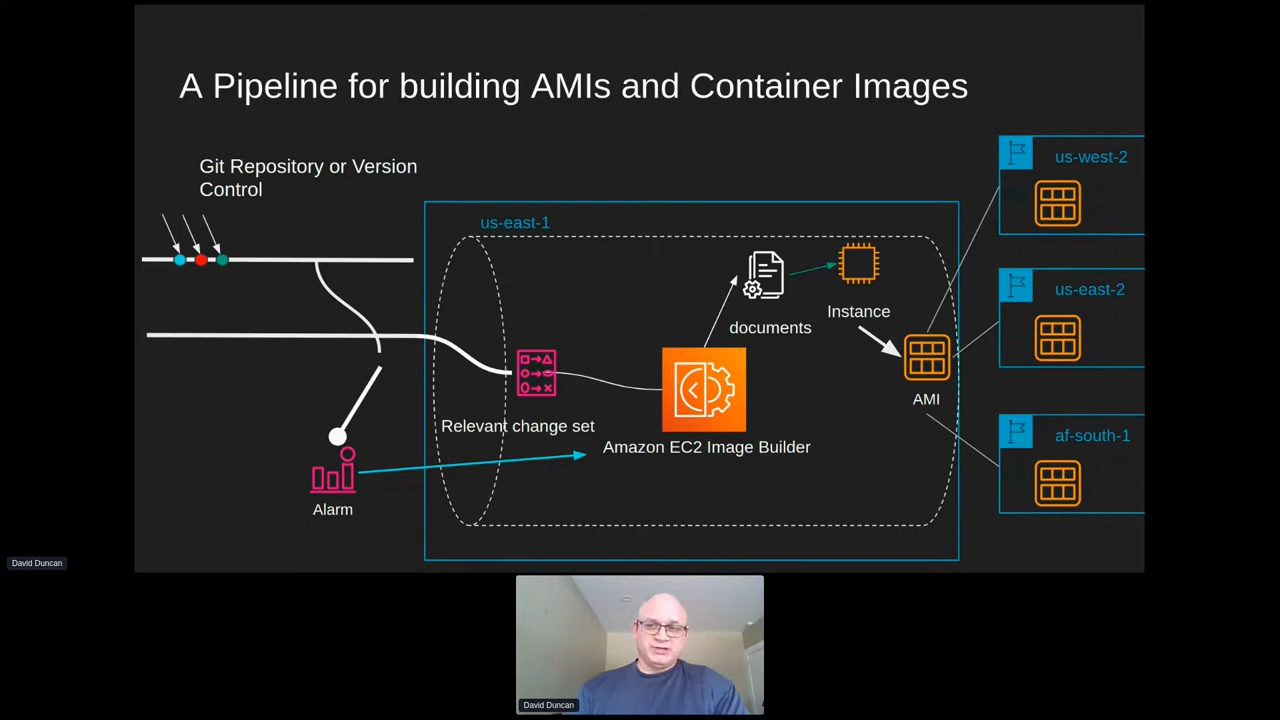 A Pipeline for building AMIs and Container Images
Git Repository or Version
Control
us-west-2
us-east-1
us-east-2
documents
Instance
AMI
Relevant change set
Amazon EC2 Image Builder
af-south-1
Alarm
David Duncan
David Duncan